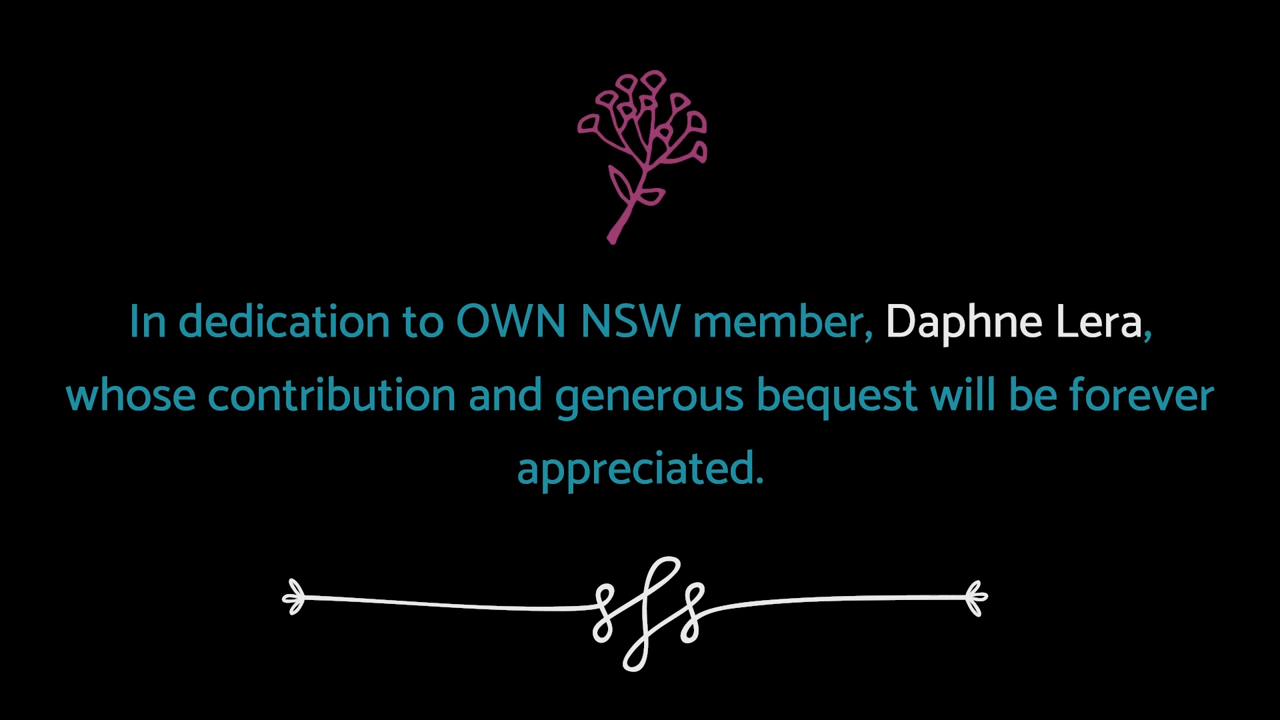 In dedication to OWN NSW member, Daphne Lera,
whose contribution and generous bequest will be forever
appreciated.